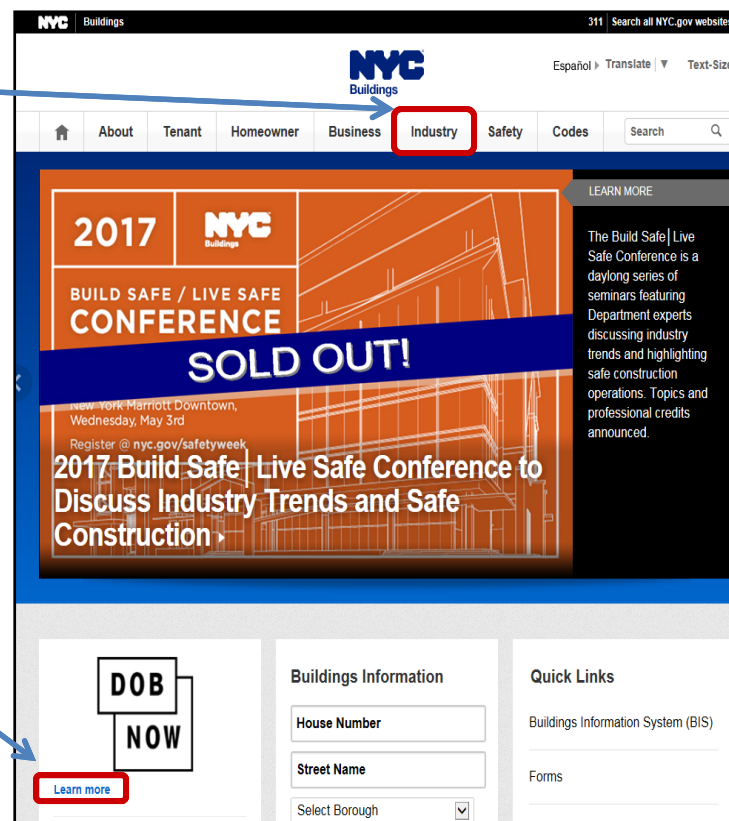 NYC Buildings 311 Search all NYC.gov websites
NYC
Buildings
Español Translate ▼ Text-Size
About Tenant Homeowner Business Industry Safety Codes Search
2017 NYC
Buildings
BUILD SAFE / LIVE SAFE
CONFERENCE
SOLD OUT!
New York Marriott Downtown,
Wednesday, May 3rd
Register @ nyc.gov/safetyweek
2017 Build Safe│Live Safe Conference to
Discuss Industry Trends and Safe
Construction
LEARN MORE
The Build Safe│Live
Safe Conference is a
daylong series of
seminars featuring
Department experts
discussing industry
trends and highlighting
safe construction
operations. Topics and
professional credits
announced.
DOB
NOW
Learn more
Buildings Information
House Number
Street Name
Select Borough
Quick Links
Buildings Information System (BIS)
Forms